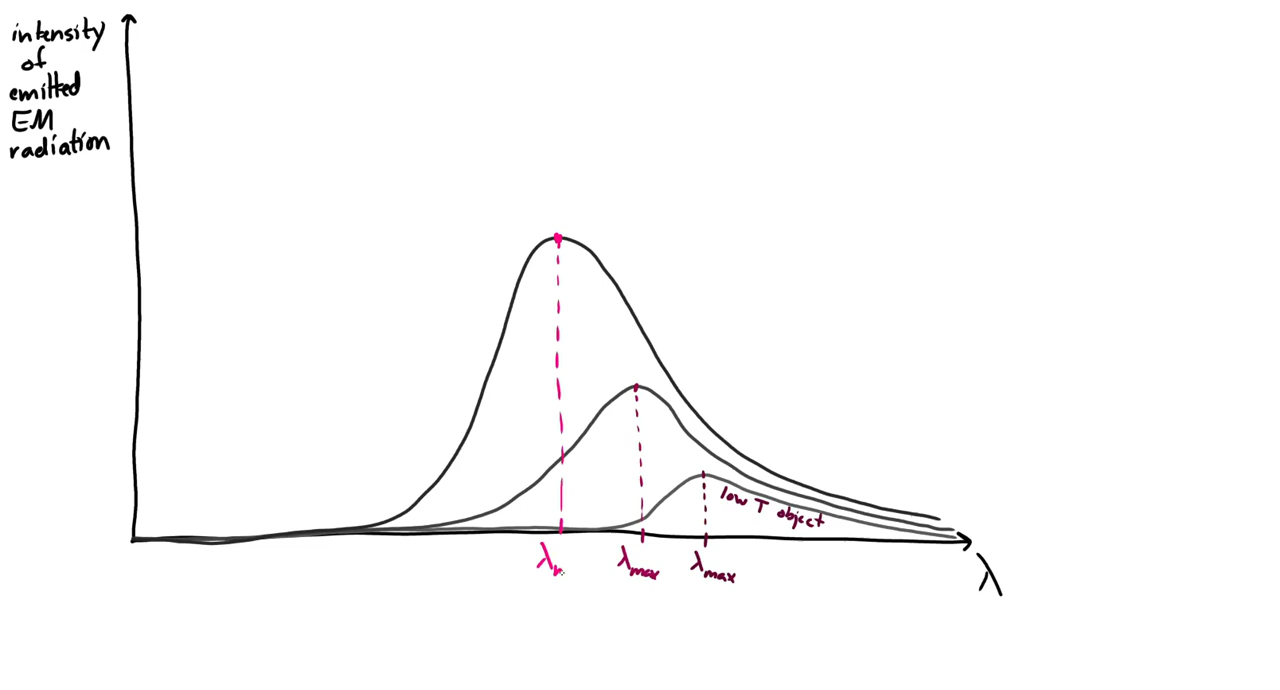 intensity
of
emitted
EM
radiation
low T object
λ
λmax
λmax
λ